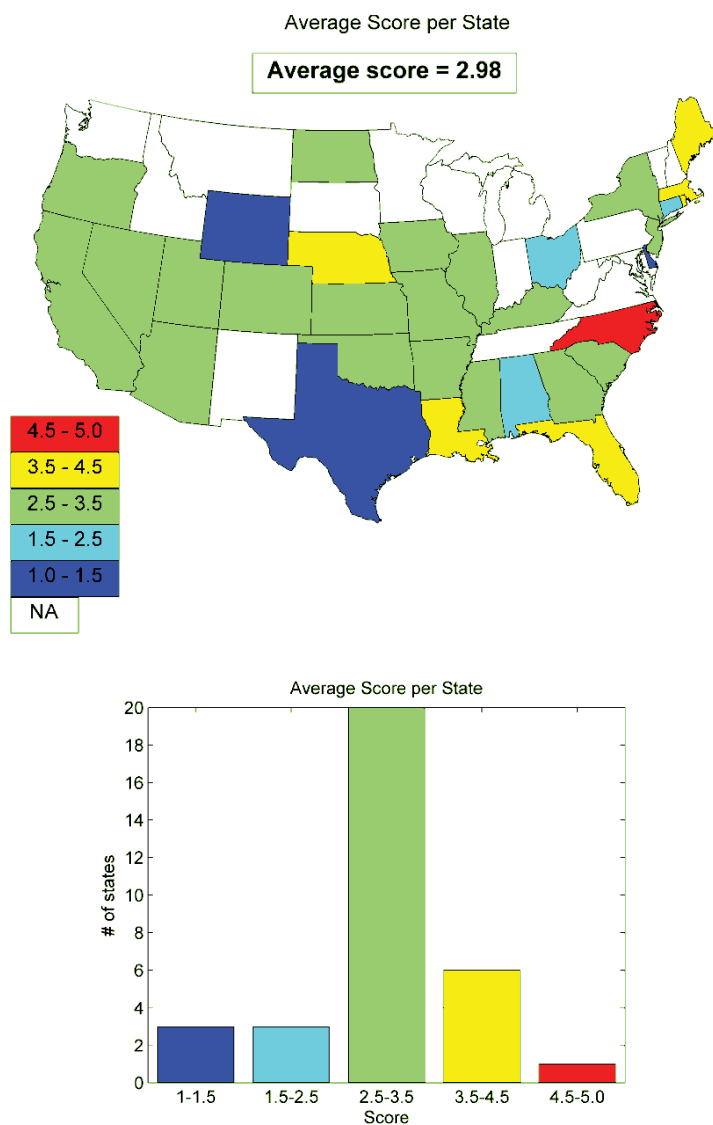 Average Score per State
Average score = 2.98
4.5 - 5.0
3.5 - 4.5
2.5 - 3.5
1.5 - 2.5
1.0 - 1.5
NA
Average Score per State
20
18
16
14
12
10
8
6
4
2
0
# of states
1-1.5 1.5-2.5 2.5-3.5 3.5-4.5 4.5-5.0
Score